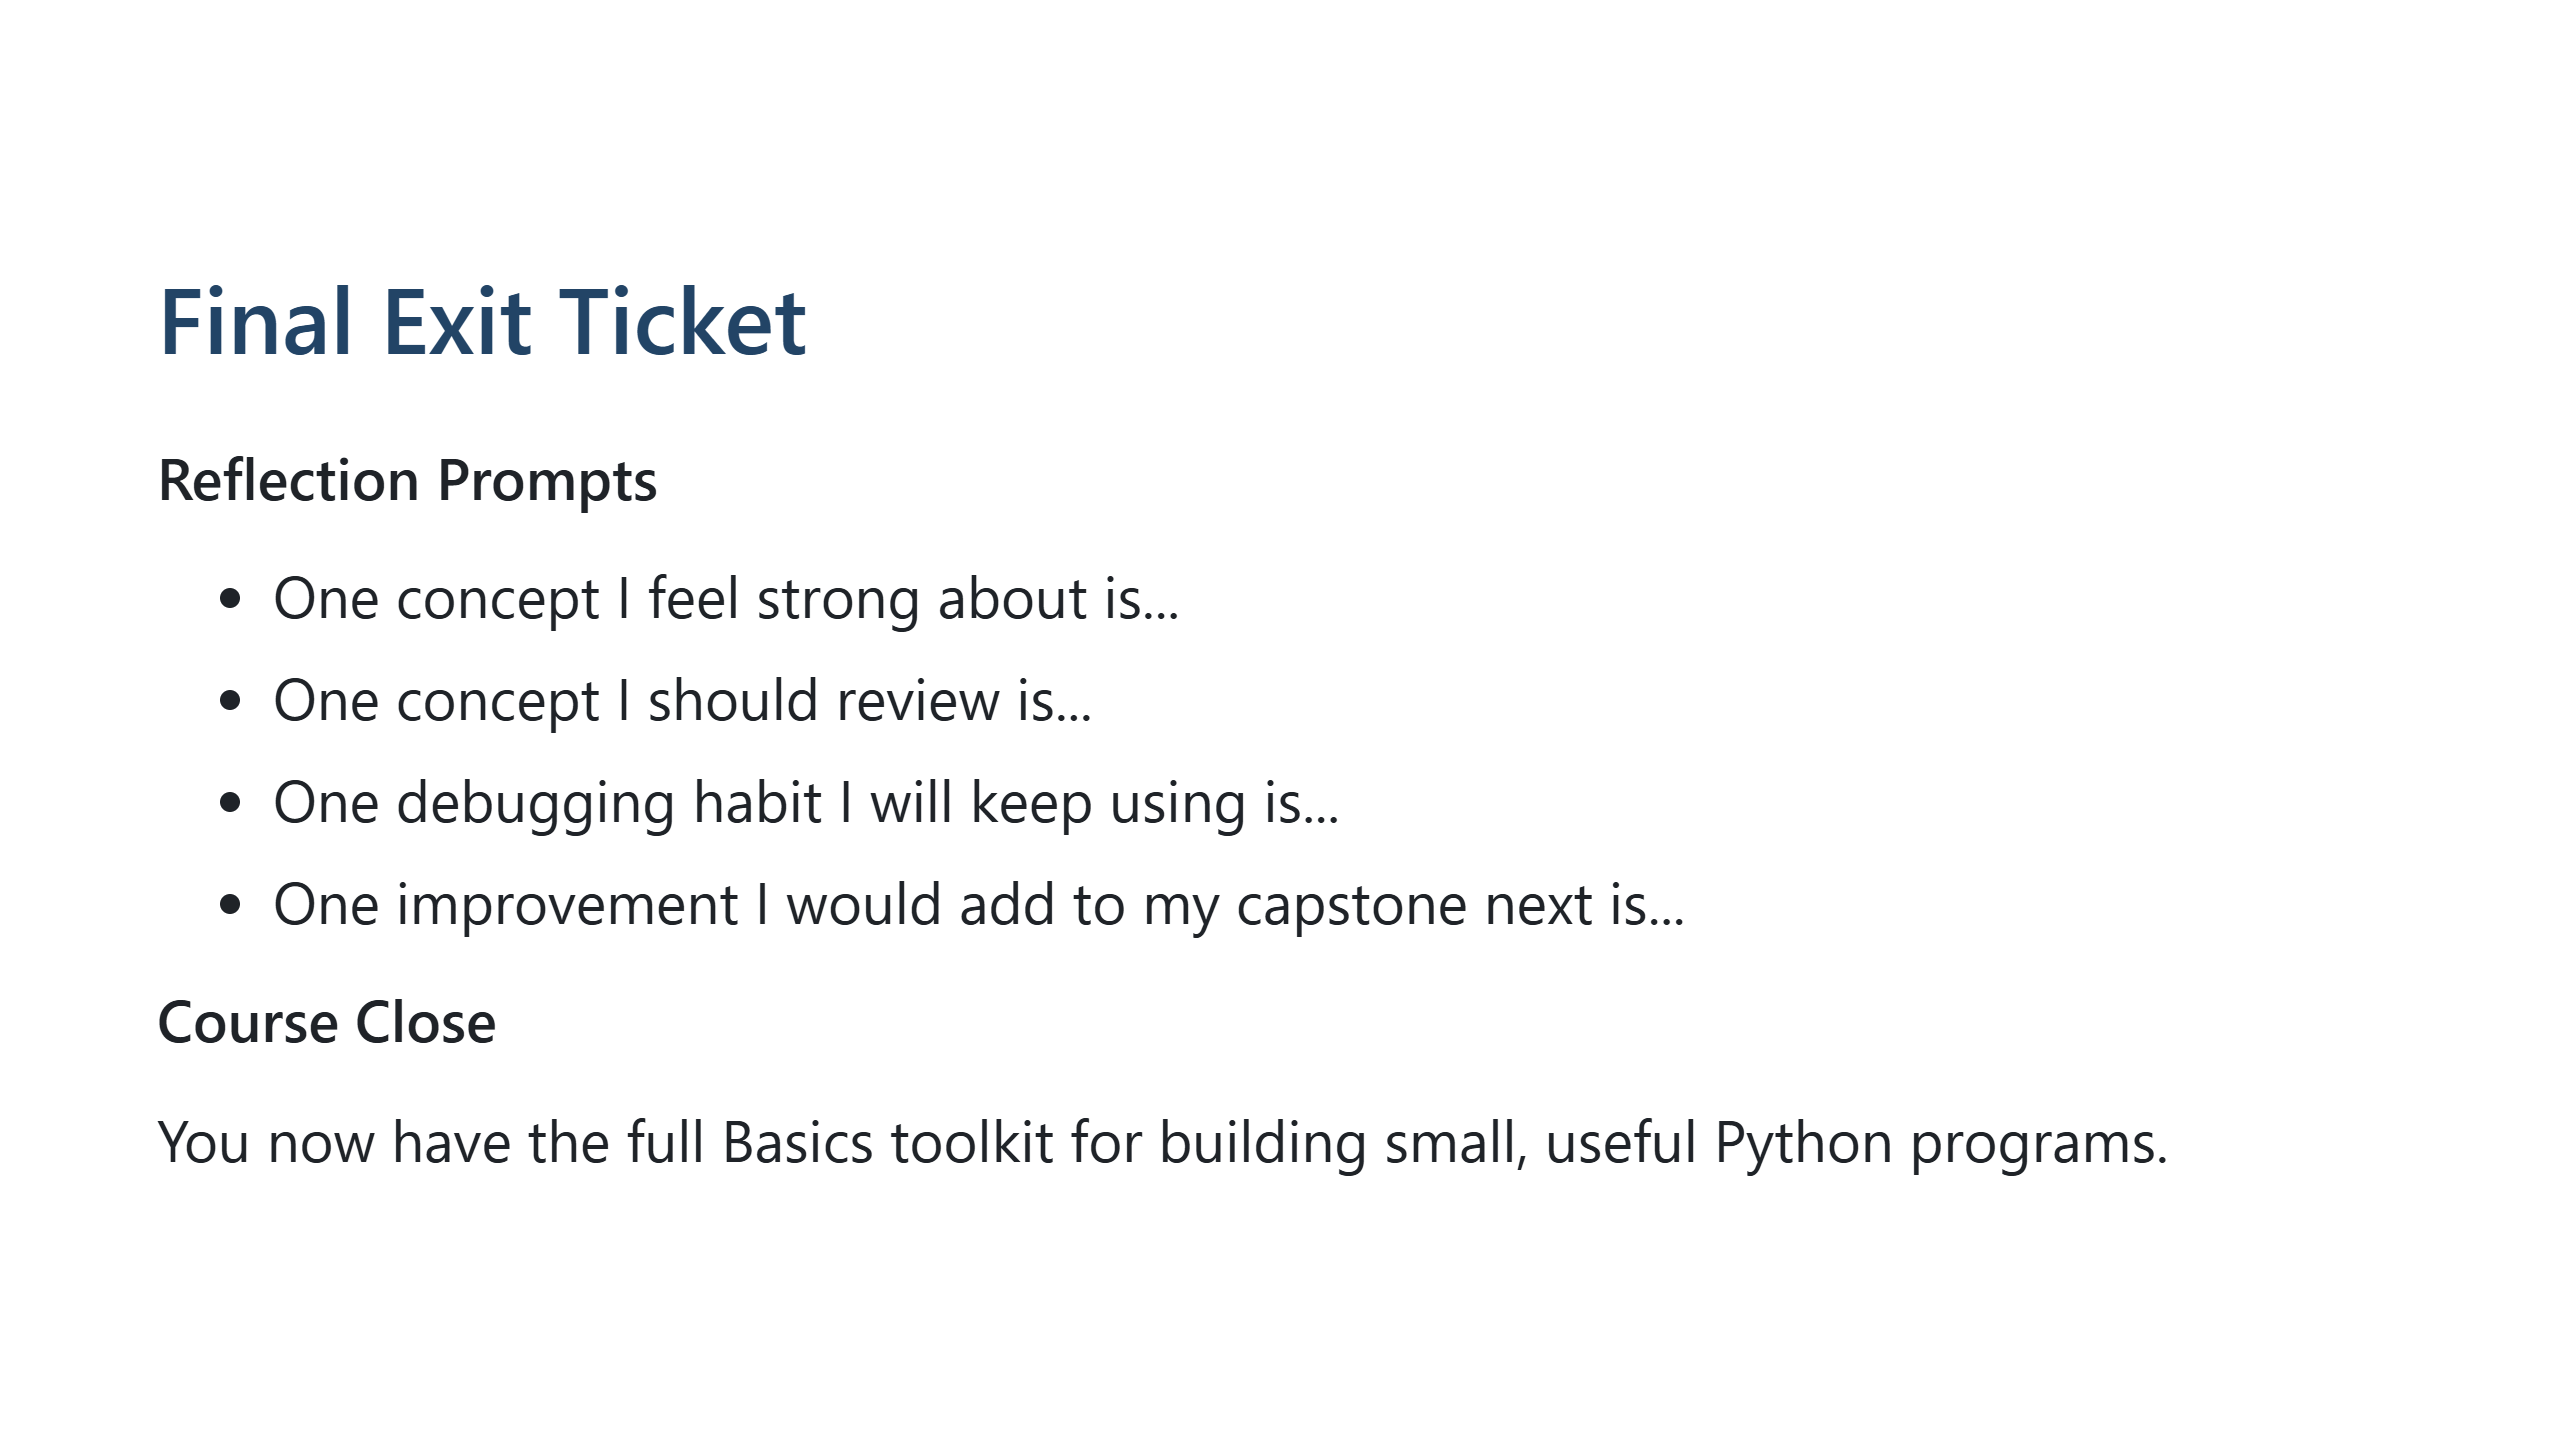 Final Exit Ticket
Reflection Prompts
• One concept I feel strong about is...
• One concept I should review is...
• One debugging habit I will keep using is...
• One improvement I would add to my capstone next is...
Course Close
You now have the full Basics toolkit for building small, useful Python programs.